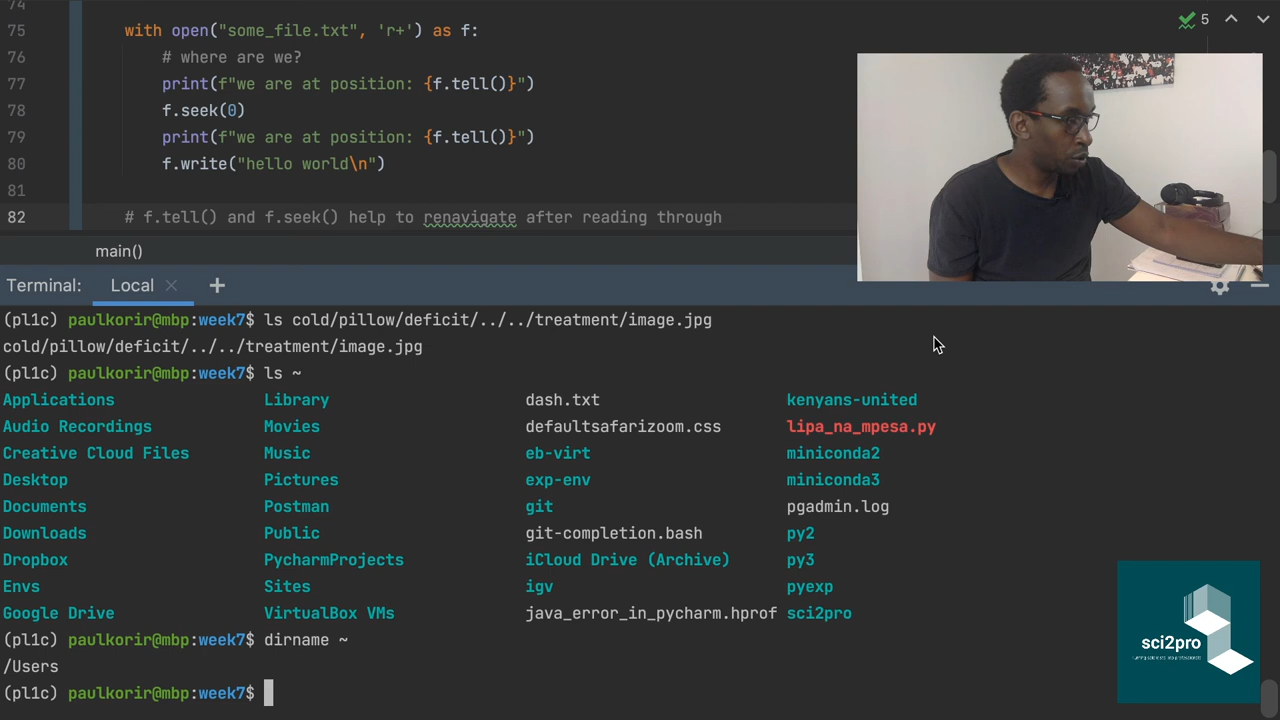 74
75 with open("some_file.txt", 'r+') as f:
76 # where are we?
77 print(f"we are at position: {f.tell()}")
78 f.seek(0)
79 print(f"we are at position: {f.tell()}")
80 f.write("hello world\n")
81
82 # f.tell() and f.seek() help to renavigate after reading through
5
main()
Terminal: Local × +
(pl1c) paulkorir@mbp:week7$ ls cold/pillow/deficit/../../treatment/image.jpg
cold/pillow/deficit/../../treatment/image.jpg
(pl1c) paulkorir@mbp:week7$ ls ~
Applications Library dash.txt kenyans-united
Audio Recordings Movies defaultsafarizoom.css lipa_na_mpesa.py
Creative Cloud Files Music eb-virt miniconda2
Desktop Pictures exp-env miniconda3
Documents Postman git pgadmin.log
Downloads Public git-completion.bash py2
Dropbox PycharmProjects iCloud Drive (Archive) py3
Envs Sites igv pyexp
Google Drive VirtualBox VMs java_error_in_pycharm.hprof sci2pro
(pl1c) paulkorir@mbp:week7$ dirname ~
/Users
(pl1c) paulkorir@mbp:week7$
sci2pro